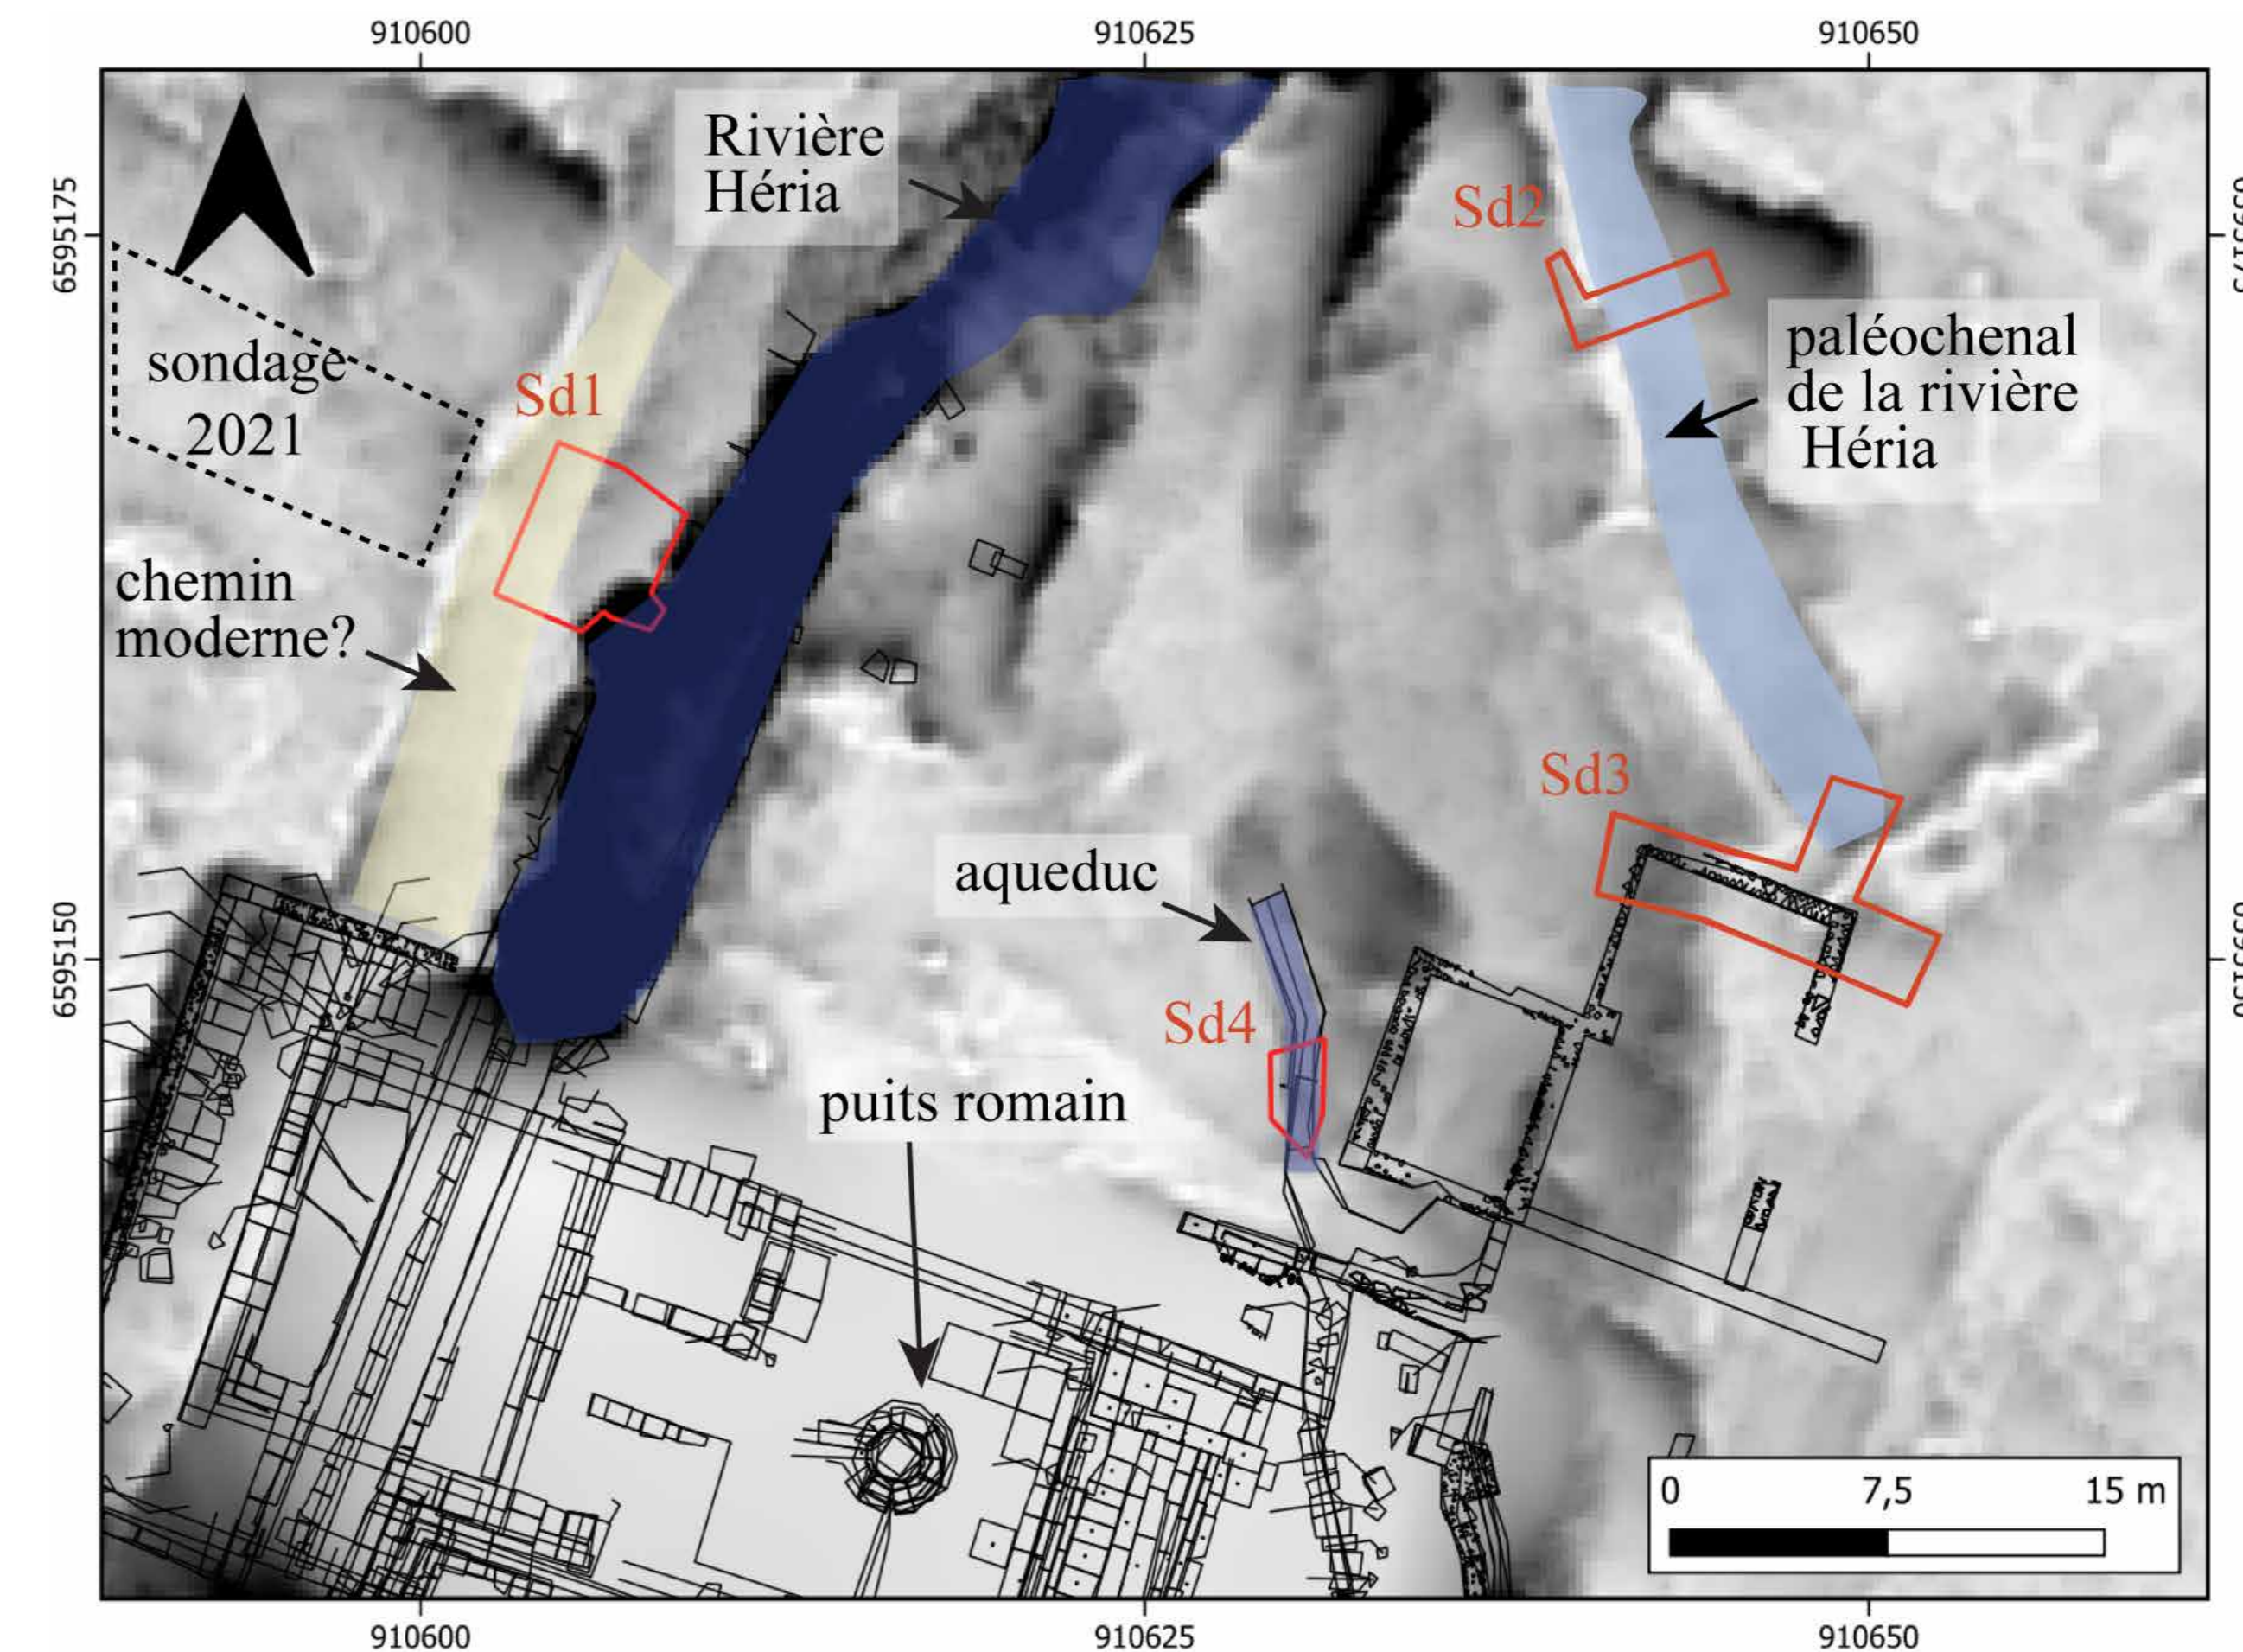 910600
910625
910650
Rivière
Héria
6595175
Sd2
sondage
2021
Sd1
paléochenal
de la rivière
Héria
chemin
moderne?
Sd3
aqueduc
6595150
Sd4
puits romain
0 7,5 15 m
910600
910625
910650